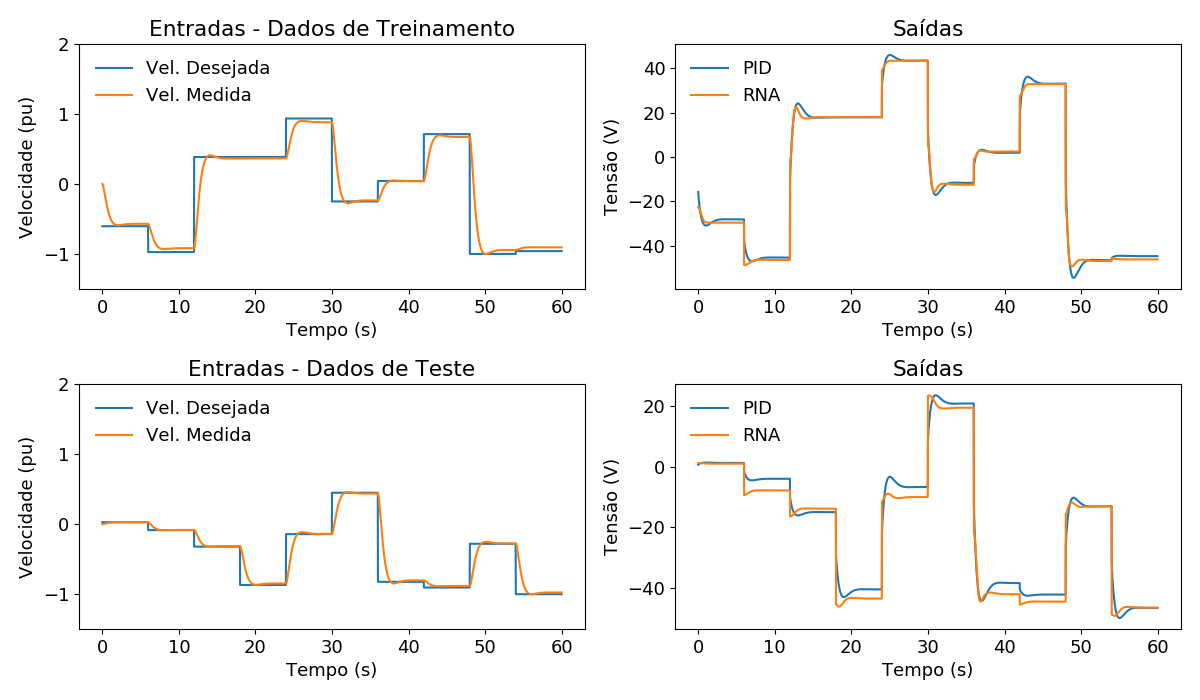 Entradas - Dados de Treinamento
Vel. Desejada
Vel. Medida
Velocidade (pu)
2
1
0
−1
0 10 20 30 40 50 60
Tempo (s)
Saídas
PID
RNA
Tensão (V)
40
20
0
−20
−40
0 10 20 30 40 50 60
Tempo (s)
Entradas - Dados de Teste
Vel. Desejada
Vel. Medida
Velocidade (pu)
2
1
0
−1
0 10 20 30 40 50 60
Tempo (s)
Saídas
PID
RNA
Tensão (V)
20
0
−20
−40
0 10 20 30 40 50 60
Tempo (s)